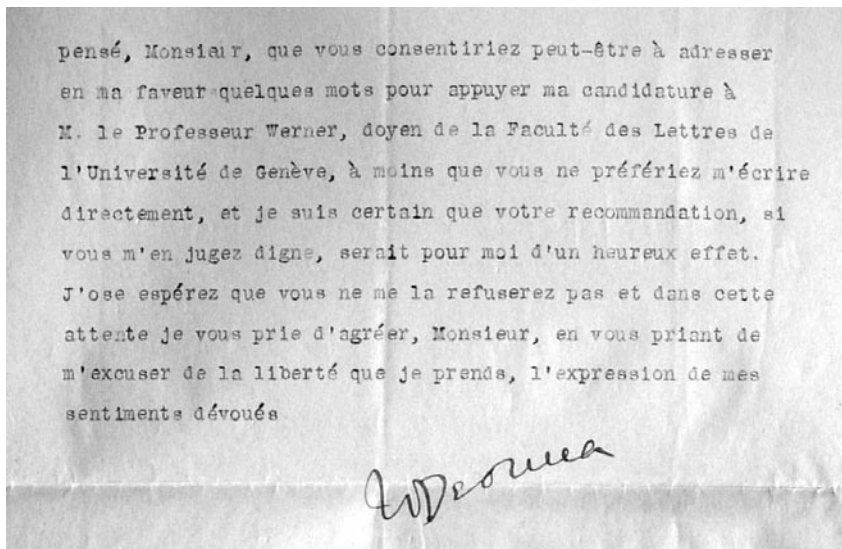 pensé, Monsieur, que vous consentiriez peut-être à adresser
en ma faveur quelques mots pour appuyer ma candidature à
M. le Professeur Werner, doyen de la Faculté des Lettres de
l'Université de Genève, à moins que vous ne préfériez m'écrire
directement, et je suis certain que votre recommandation, si
vous m'en jugez digne, serait pour moi d'un heureux effet.
J'ose espérez que vous ne me la refuserez pas et dans cette
attente je vous prie d'agréer, Monsieur, en vous priant de
m'excuser de la liberté que je prends, l'expression de mes
sentiments dévoués
WDeonna